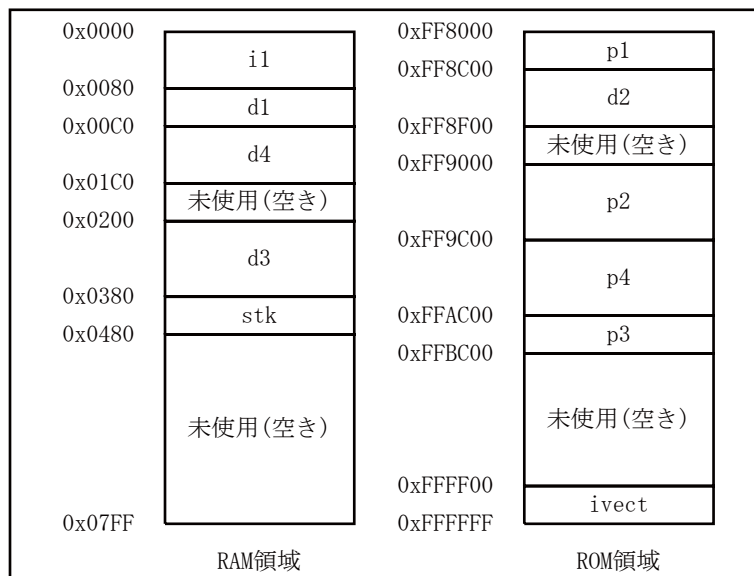 0x0000
i1
0x0080
d1
0x00C0
d4
0x01C0
未使用(空き)
0x0200
d3
0x0380
stk
0x0480
未使用(空き)
0x07FF
RAM領域
0xFF8000
p1
0xFF8C00
d2
0xFF8F00
未使用(空き)
0xFF9000
p2
0xFF9C00
p4
0xFFAC00
p3
0xFFBC00
未使用(空き)
0xFFFF00
ivect
0xFFFFFF
ROM領域